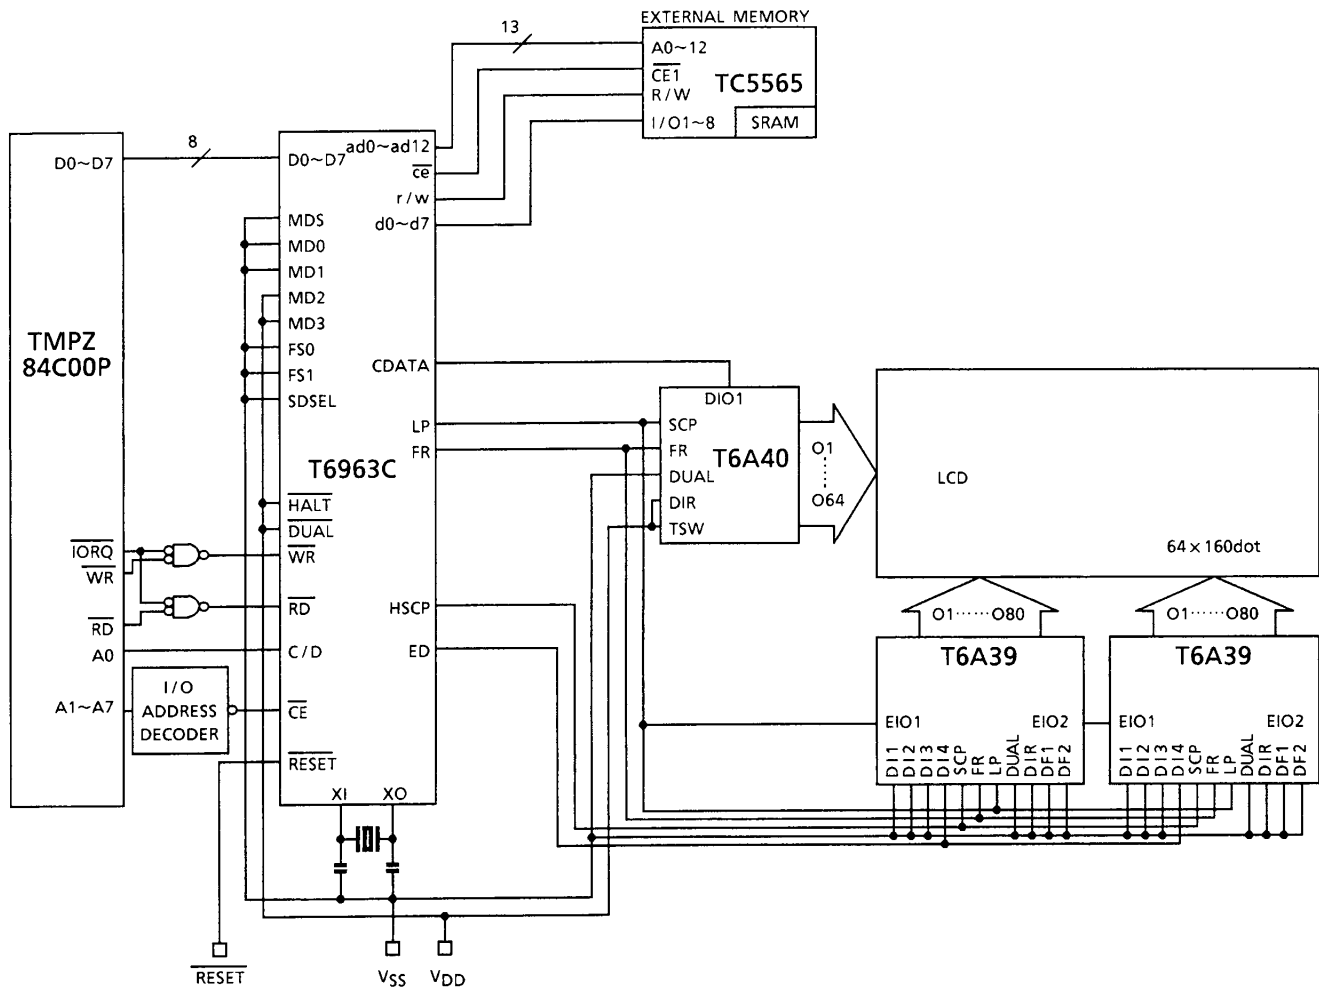 EXTERNAL MEMORY
13
A0~12
CE1
R/W
I/O1~8
TC5565
SRAM
8
D0~D7
TMPZ
84C00P
IORQ
WR
RD
A0
A1~A7
I/O
ADDRESS
DECODER
D0~D7
MDS
MD0
MD1
MD2
MD3
FS0
FS1
SDSEL
T6963C
HALT
DUAL
WR
RD
C/D
CE
RESET
XI
XO
ad0~ad12
ce
r/w
d0~d7
CDATA
LP
FR
HSCP
ED
DIO1
SCP
FR
DUAL
DIR
TSW
T6A40
O1
O64
LCD
64×160dot
O1······O80
O1······O80
T6A39
EIO1
EIO2
DI1
DI2
DI3
DI4
SCP
FR
LP
DUAL
DIR
DF1
DF2
T6A39
EIO1
EIO2
DI1
DI2
DI3
DI4
SCP
FR
LP
DUAL
DIR
DF1
DF2
RESET
VSS
VDD